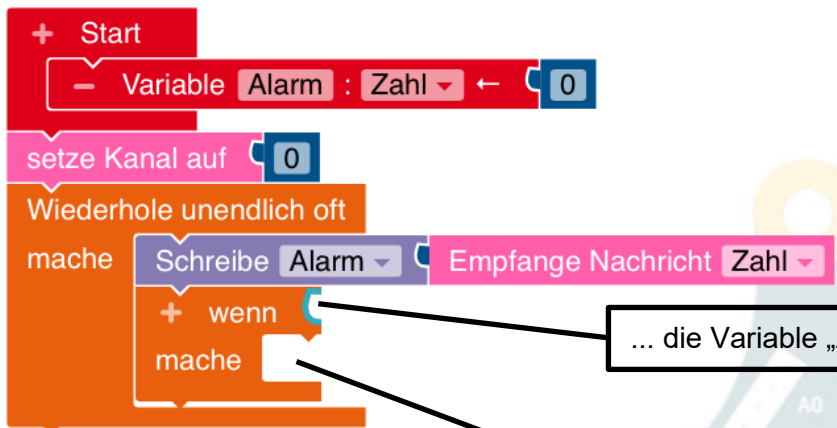 + Start
− Variable Alarm : Zahl ← 0
setze Kanal auf 0
Wiederhole unendlich oft
mache Schreibe Alarm Empfange Nachricht Zahl
+ wenn
... die Variable „
mache
A0